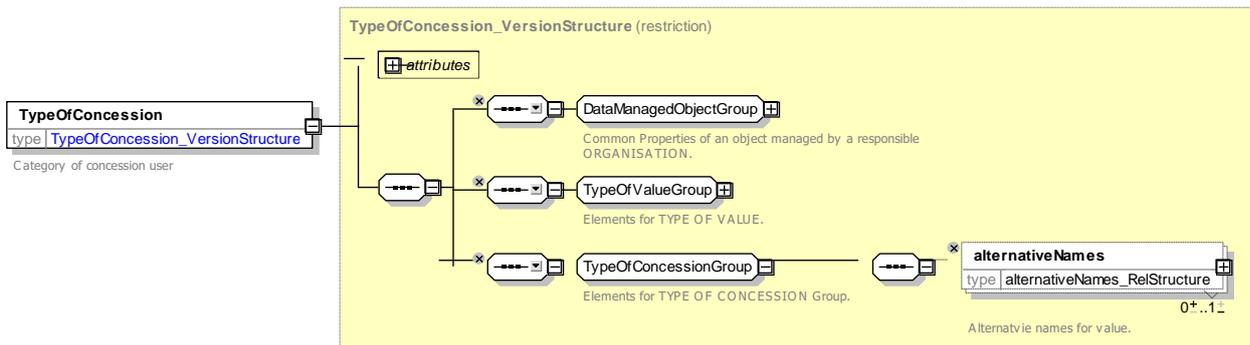 TypeOfConcession_VersionStructure (restriction)
attributes
TypeOfConcession
type TypeOfConcession_VersionStructure
Category of concession user
DataManagedObjectGroup
Common Properties of an object managed by a responsible
ORGANISATION.
TypeOfValueGroup
Elements for TYPE OF VALUE.
TypeOfConcessionGroup
Elements for TYPE OF CONCESSION Group.
alternativeNames
type alternativeNames_RelStructure
0..1
Alternatvie names for value.